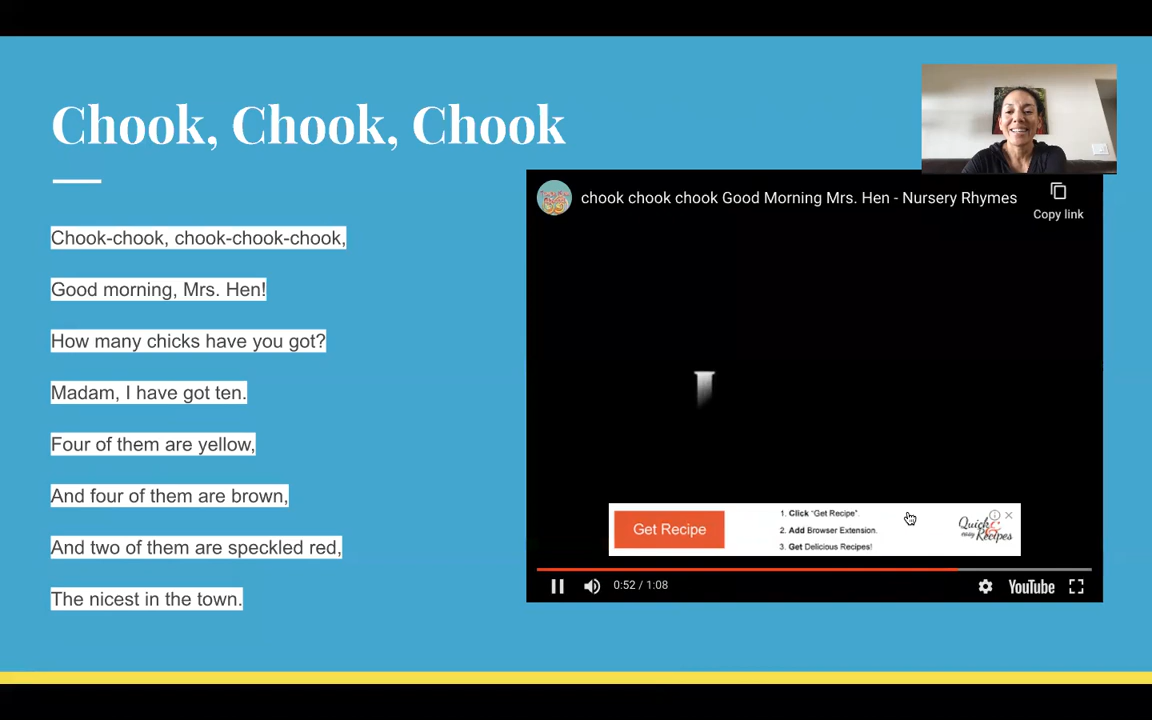 Chook, Chook, Chook
Chook-chook, chook-chook-chook,
Good morning, Mrs. Hen!
How many chicks have you got?
Madam, I have got ten.
Four of them are yellow,
And four of them are brown,
And two of them are speckled red,
The nicest in the town.
chook chook chook Good Morning Mrs. Hen - Nursery Rhymes
Copy link
Get Recipe
1. Click "Get Recipe".
2. Add Browser Extension.
3. Get Delicious Recipes!
Quick &
easy Recipes
0:52 / 1:08
YouTube